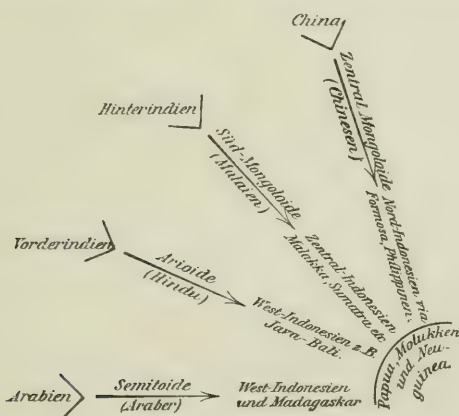 China
Zentral Mongoloide
(Chinesen)
Nord-Indonesien via
Formosa, Philippinen.
Hinterindien
Süd-Mongoloide
(Malaien)
Zentral-Indonesien
Malakka, Sumatra etc
Vorderindien
Arioide
(Hindu)
West-Indonesien z.B.
Java-Bali.
Arabien
Semitoide
(Araber)
West-Indonesien
und Madagaskar
Papua, Molukken
und Neu-
guinea.